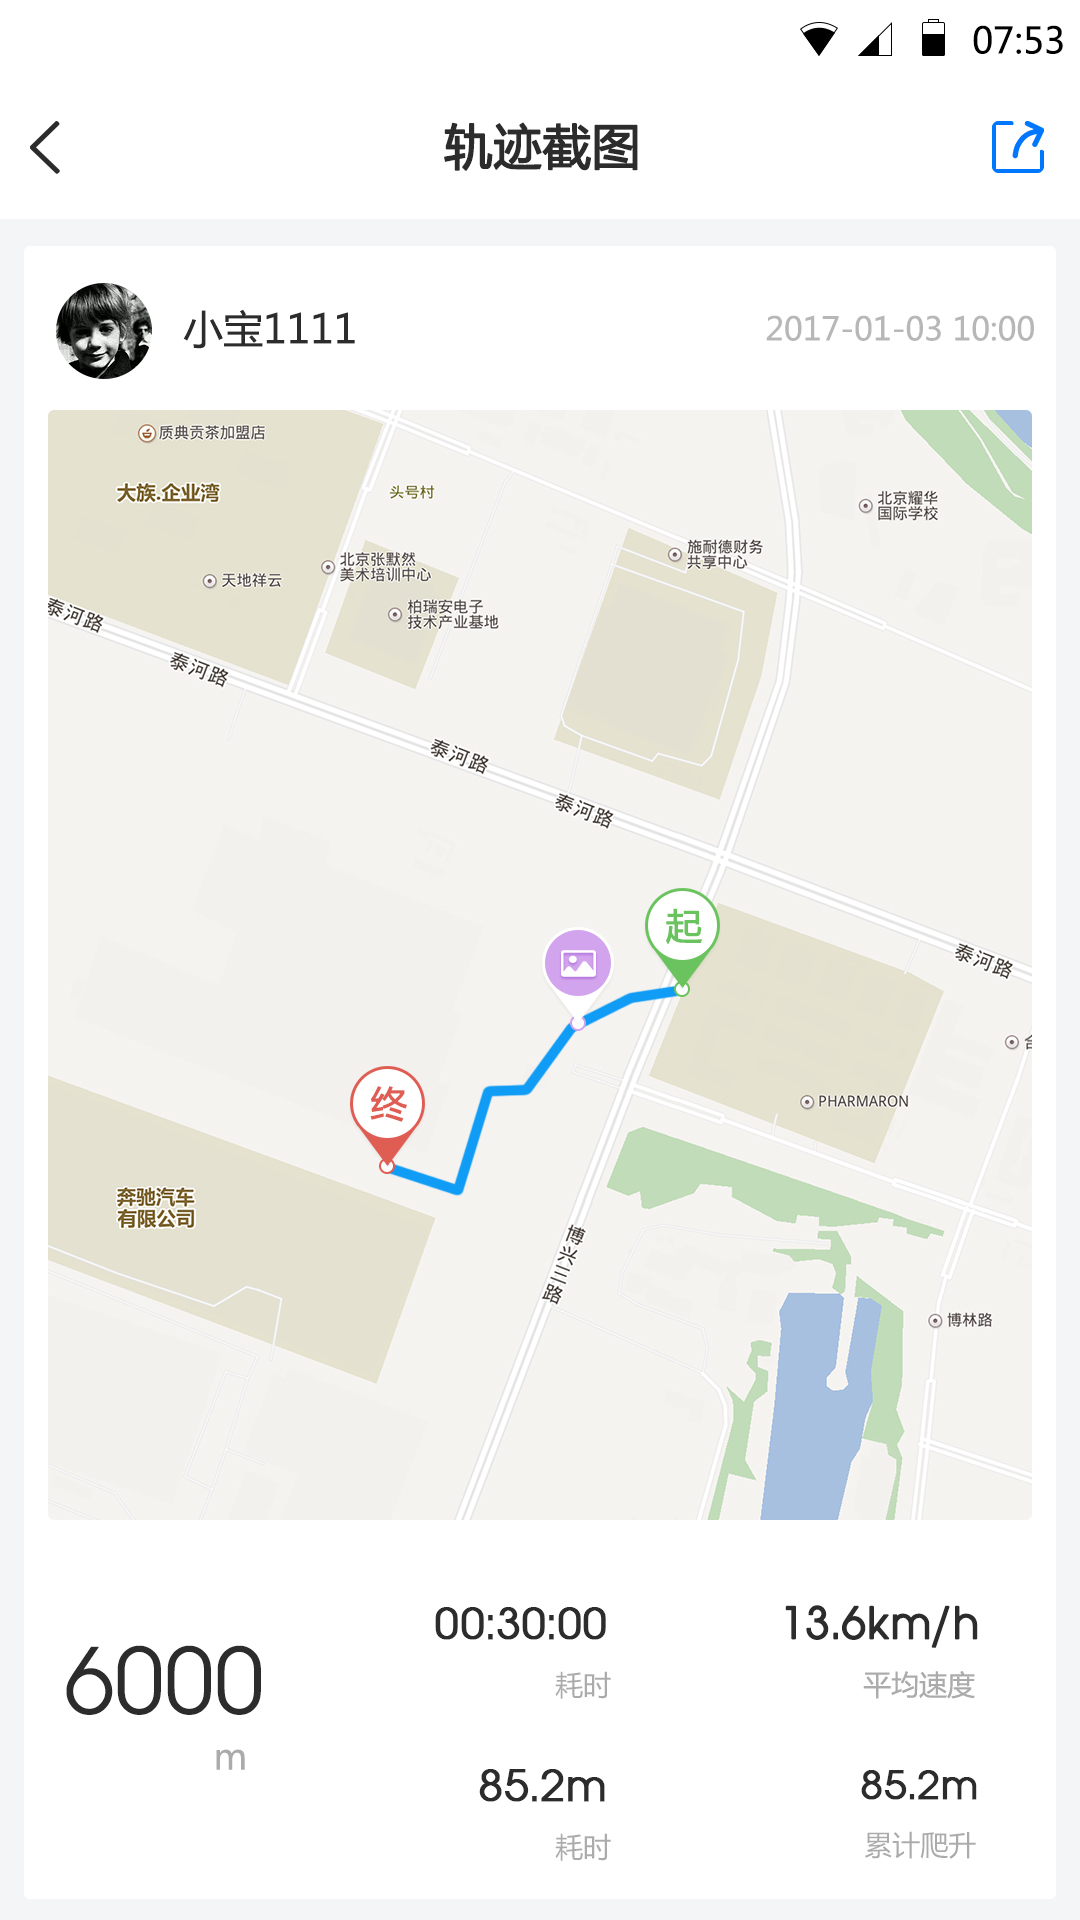 07:53
轨迹截图
小宝1111
2017-01-03 10:00
质典贡茶加盟店
大族.企业湾
头号村
北京耀华
国际学校
施耐德财务
共享中心
北京张默然
美术培训中心
天地祥云
柏瑞安电子
技术产业基地
泰河路
泰河路
泰河路
泰河路
起
泰河路
合
终
PHARMARON
奔驰汽车
有限公司
博兴三路
博林路
6000
m
00:30:00
耗时
13.6km/h
平均速度
85.2m
耗时
85.2m
累计爬升